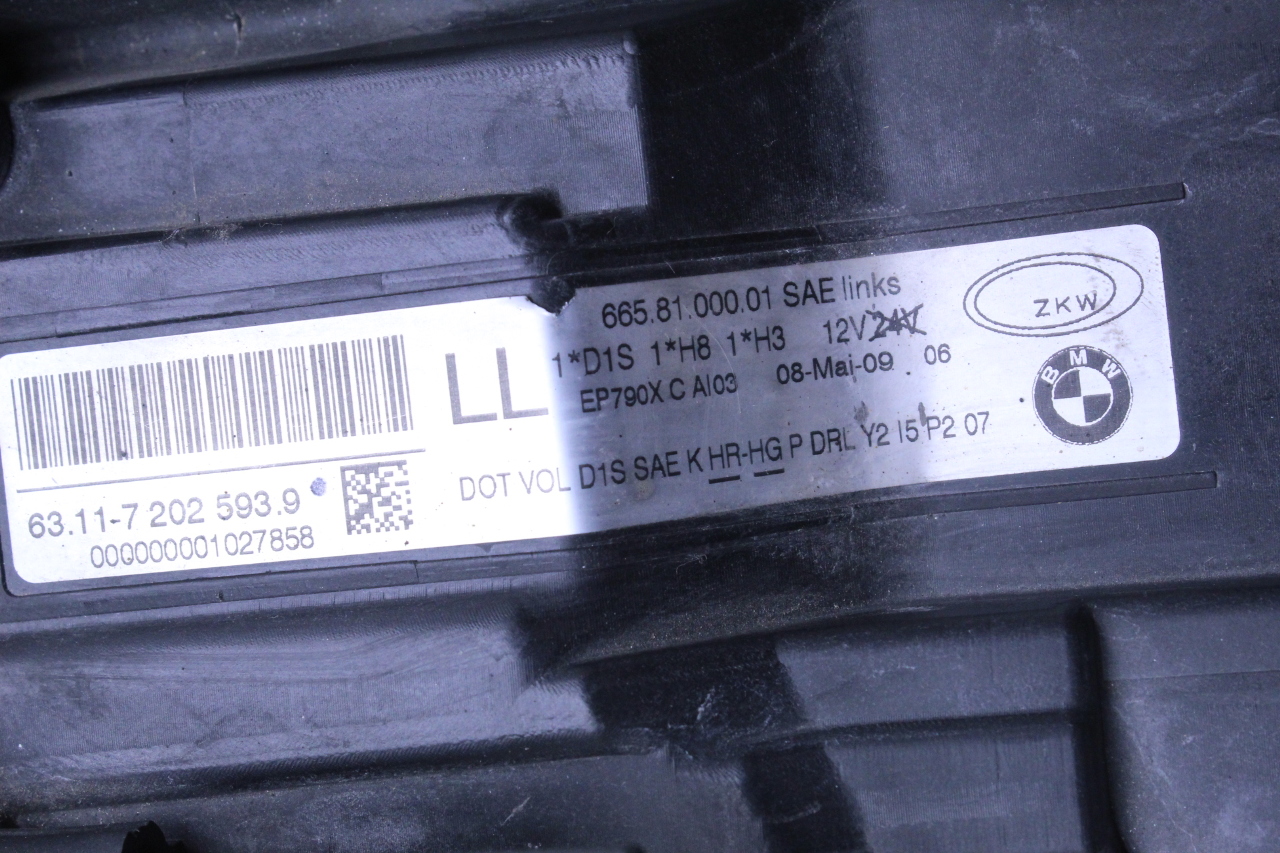 665.81.000.01 SAE links
ZKW
1*D1S 1*H8 1*H3 12V 24V
LL
EP790X C AI03 08-Mai-09 06
BMW
DOT VOL D1S SAE K HR-HG P DRL Y2 I5 P2 07
63.11-7 202 593.9
00Q000001027858